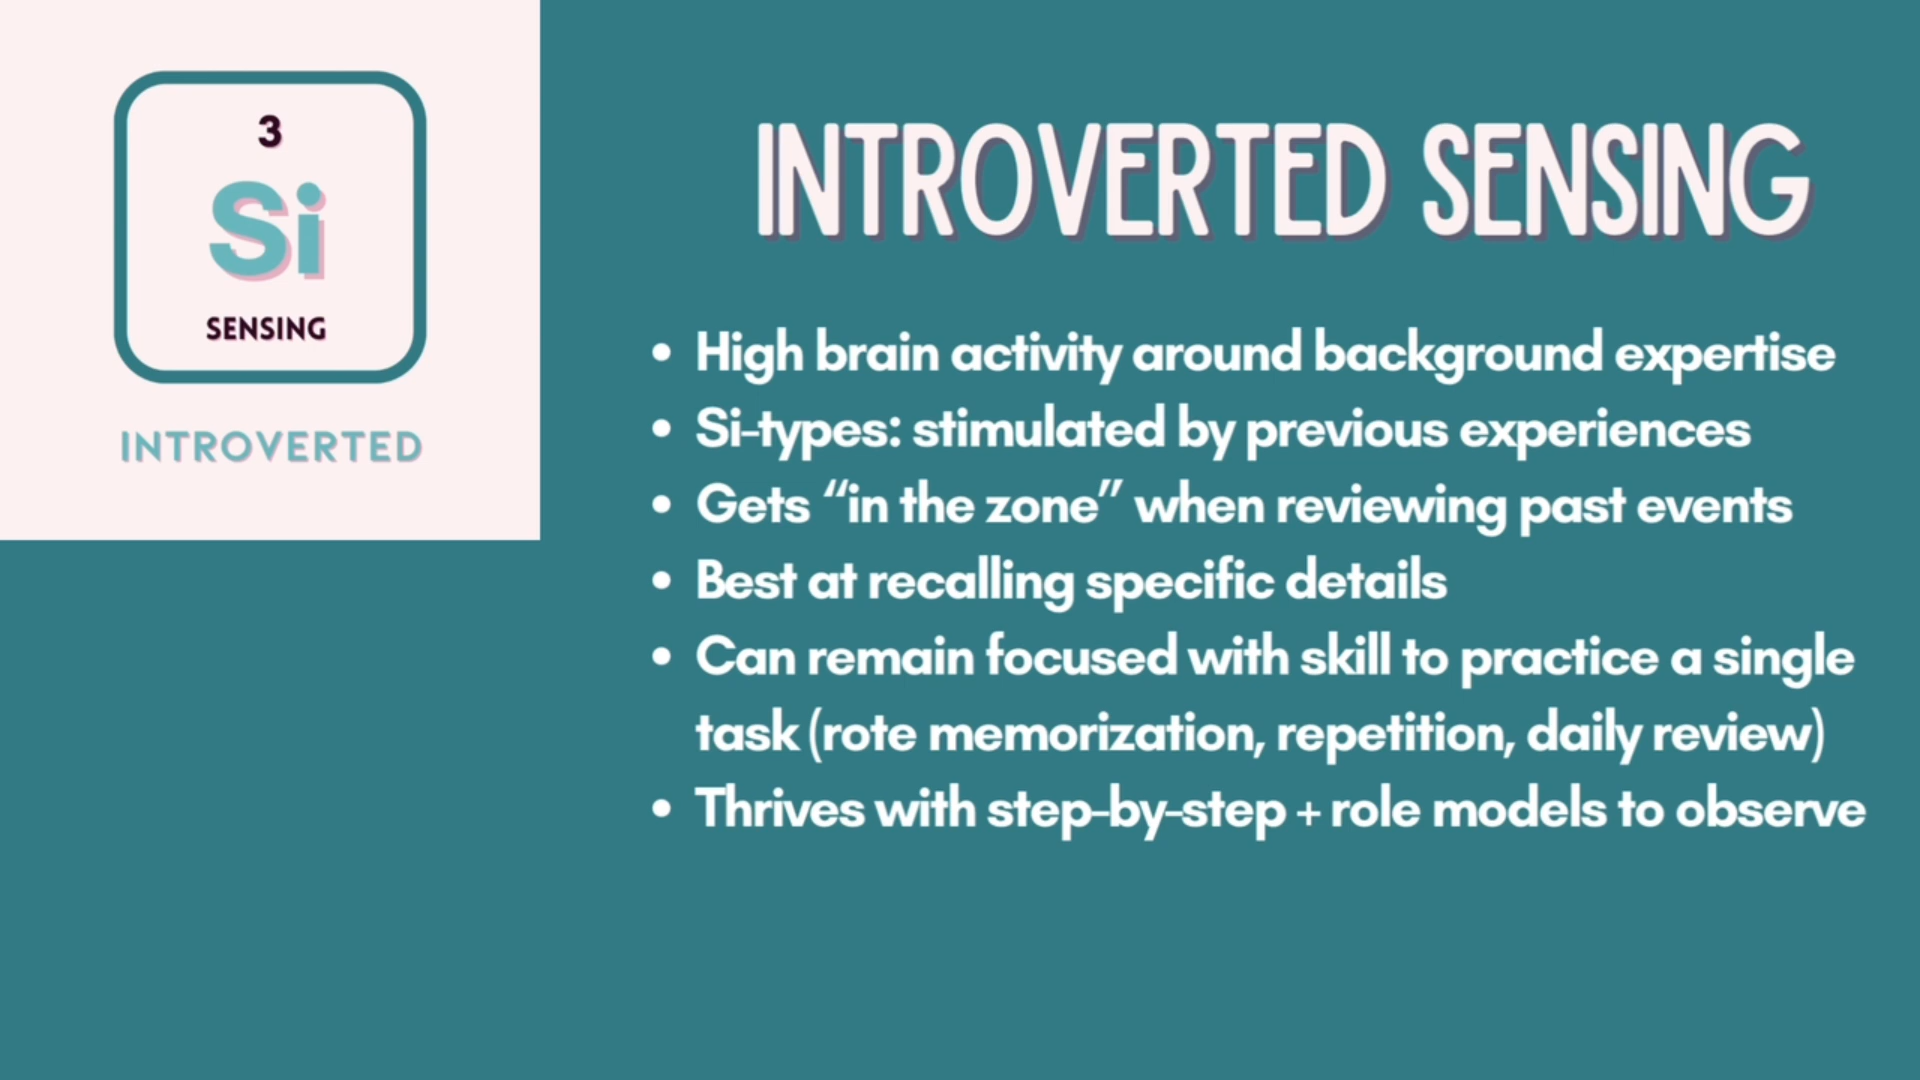 3
Si
SENSING
INTROVERTED
INTROVERTED SENSING
• High brain activity around background expertise
• Si-types: stimulated by previous experiences
• Gets “in the zone” when reviewing past events
• Best at recalling specific details
• Can remain focused with skill to practice a single
task (rote memorization, repetition, daily review)
• Thrives with step-by-step + role models to observe